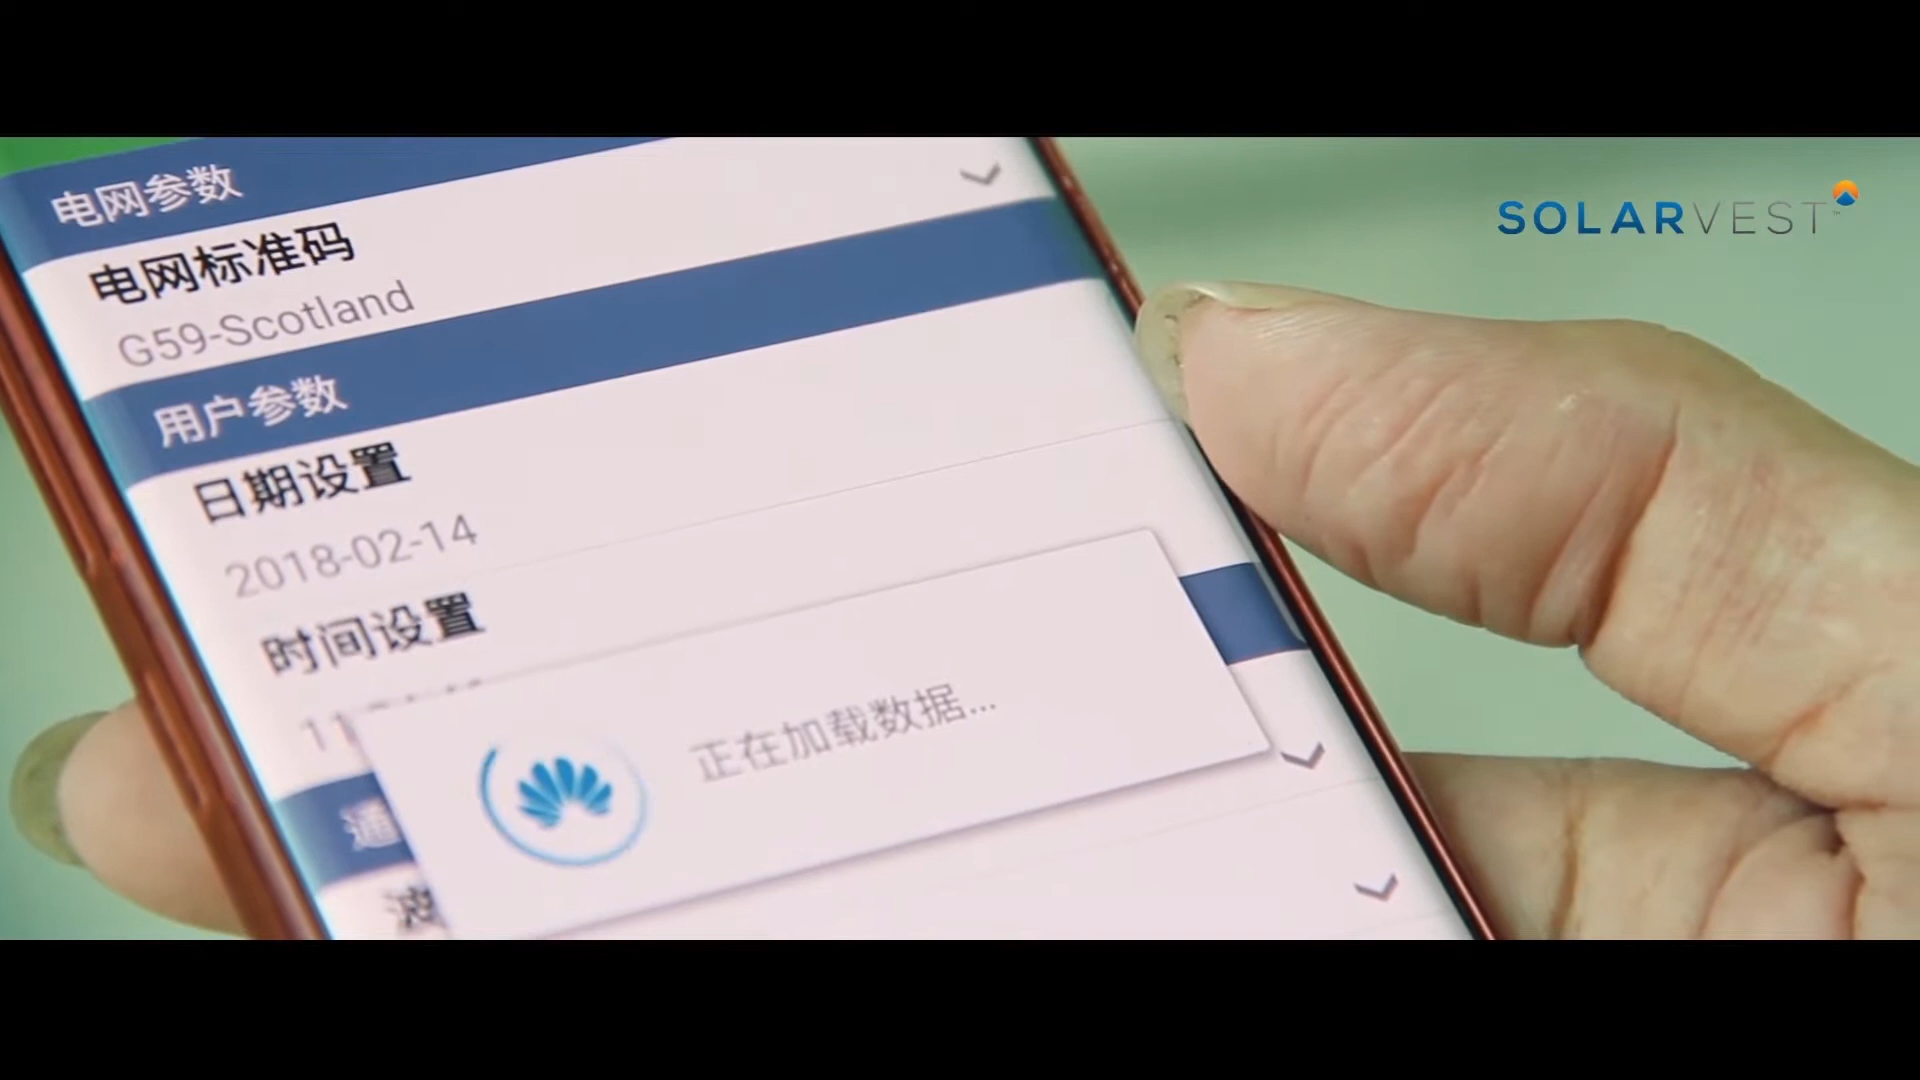 SOLARVEST
电网参数
电网标准码
G59-Scotland
用户参数
日期设置
2018-02-14
时间设置
正在加载数据...
通